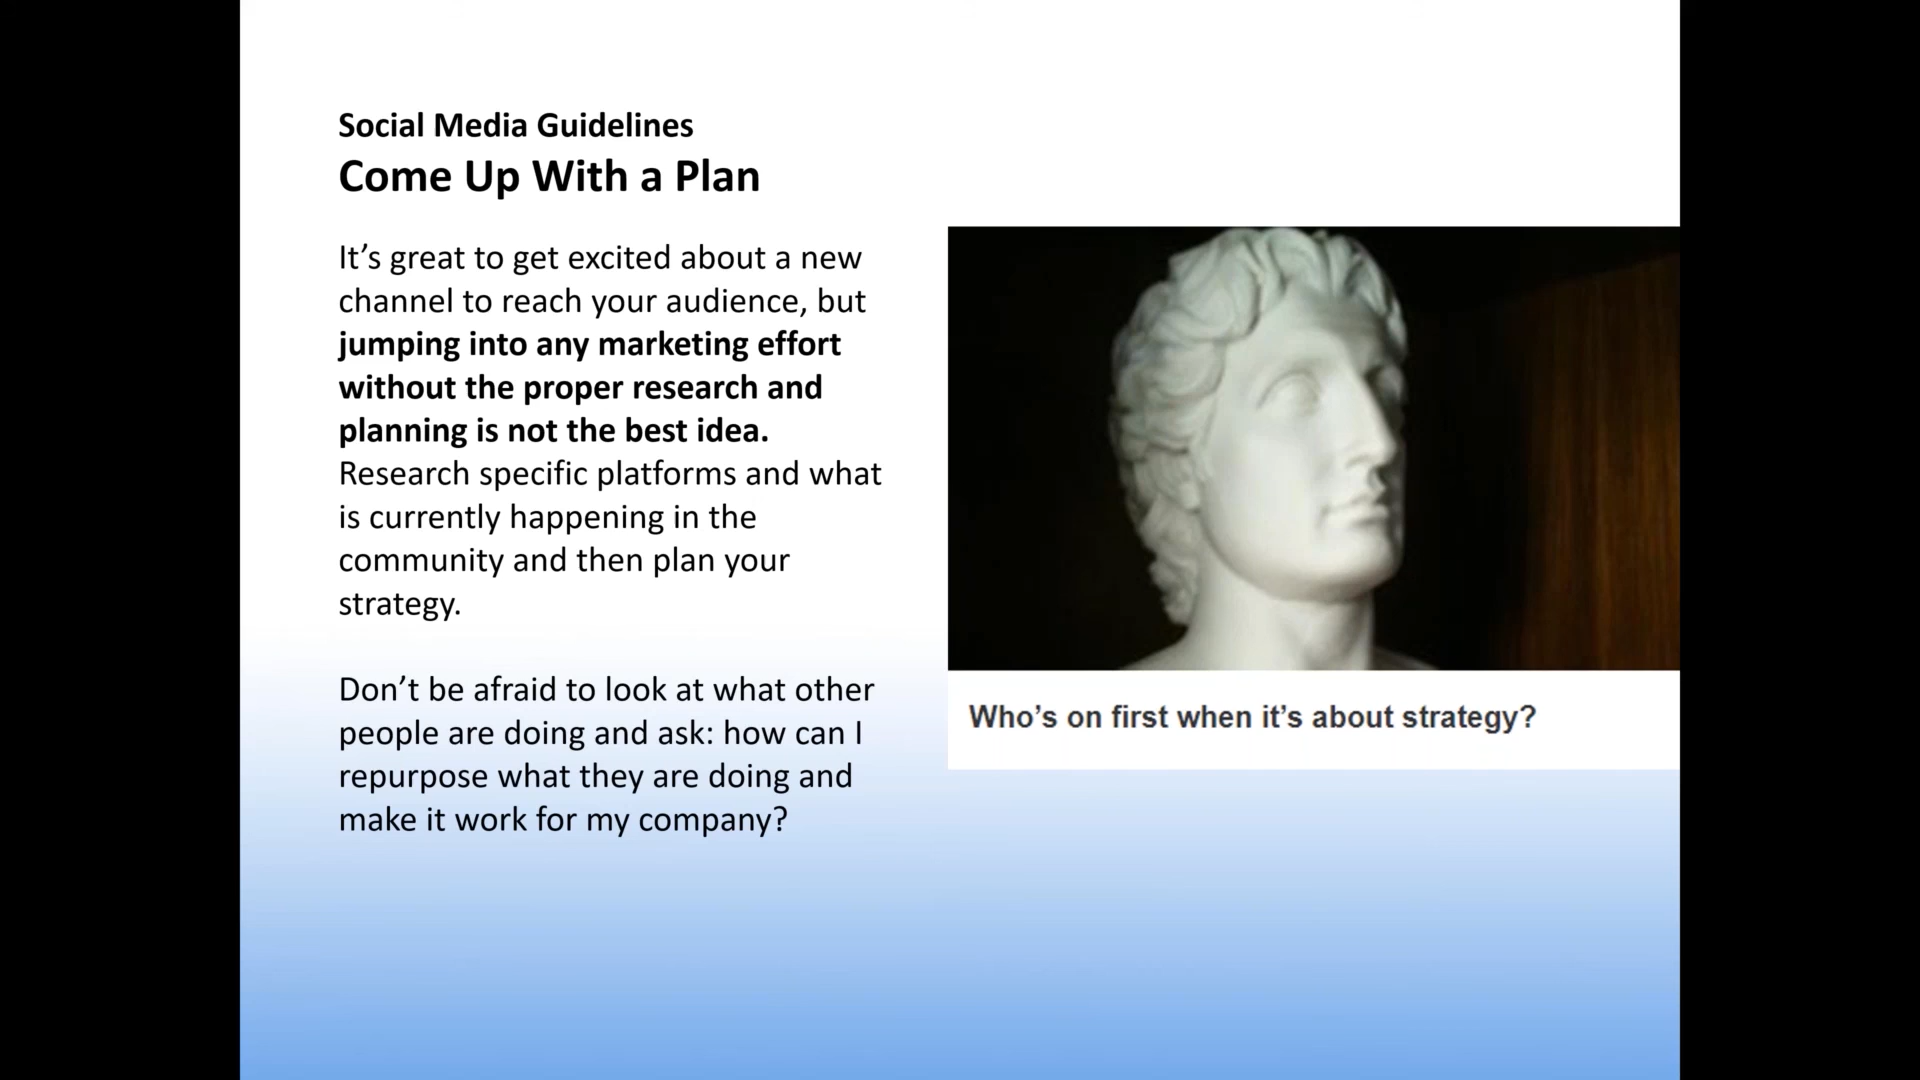 Social Media Guidelines
Come Up With a Plan
It’s great to get excited about a new
channel to reach your audience, but
jumping into any marketing effort
without the proper research and
planning is not the best idea.
Research specific platforms and what
is currently happening in the
community and then plan your
strategy.
Don’t be afraid to look at what other
people are doing and ask: how can I
repurpose what they are doing and
make it work for my company?
Who’s on first when it’s about strategy?